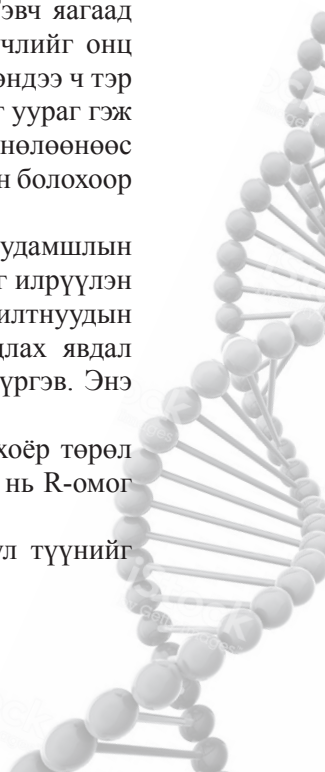 эвч яагаад
члийг онц
эндээ ч тэр
г уураг гэж
нөлөөнөөс
н болохоор
удамшлын
г илрүүлэн
илтнуудын
длах явдал
үргэв. Энэ
хоёр төрөл
нь R-омог
ул түүнийг